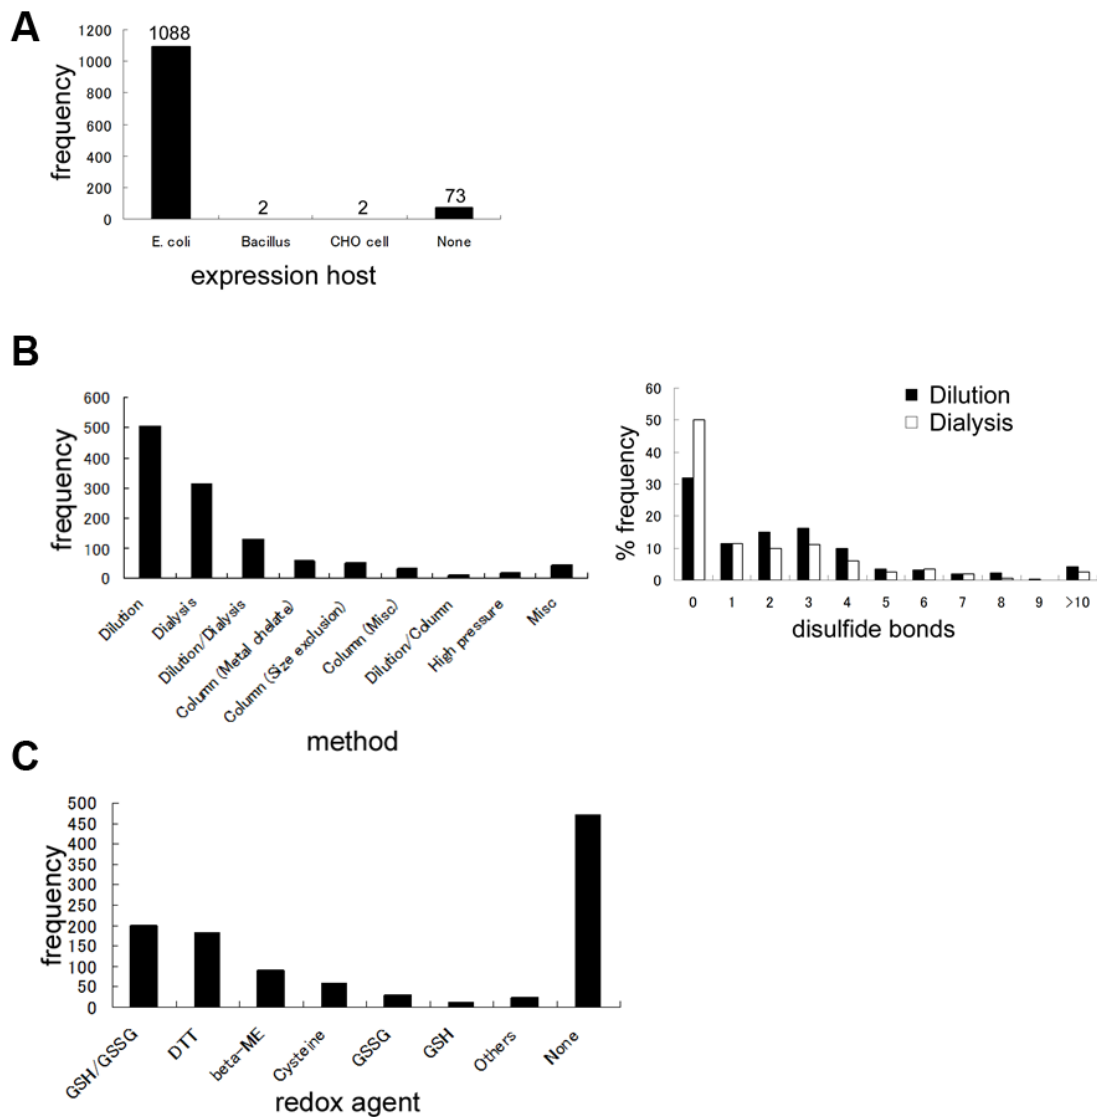 A
1200
1000
800
600
400
200
0
frequency
1088
2
2
73
E. coli
Bacillus
CHO cell
None
expression host
B
600
500
400
300
200
100
0
frequency
Dilution
Dialysis
Dilution/Dialysis
Column (Metal chelate)
Column (Size exclusion)
Column (Misc)
Dilution/Column
High pressure
Misc
method
60
50
40
30
20
10
0
% frequency
Dilution
Dialysis
0 1 2 3 4 5 6 7 8 9 >10
disulfide bonds
C
500
450
400
350
300
250
200
150
100
50
0
frequency
GSH/GSSG
DTT
beta-ME
Cysteine
GSSG
GSH
Others
None
redox agent